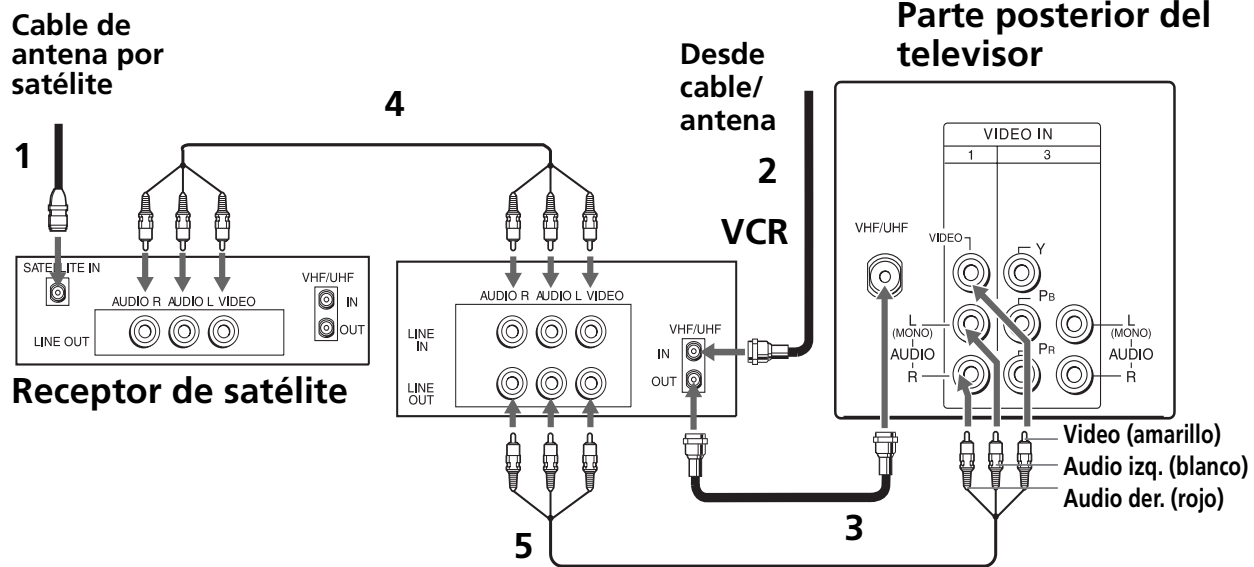 Cable de
antena por
satélite
1
4
Desde
cable/
antena
2
VCR
Parte posterior del
televisor
VIDEO IN
1 3
VHF/UHF
VIDEO
Y
PB
PR
L
(MONO)
AUDIO
R
L
(MONO)
AUDIO
R
SATELLITE IN
AUDIO R AUDIO L VIDEO
VHF/UHF
IN
OUT
LINE OUT
Receptor de satélite
AUDIO R AUDIO L VIDEO
LINE
IN
LINE
OUT
VHF/UHF
IN
OUT
Video (amarillo)
Audio izq. (blanco)
Audio der. (rojo)
3
5